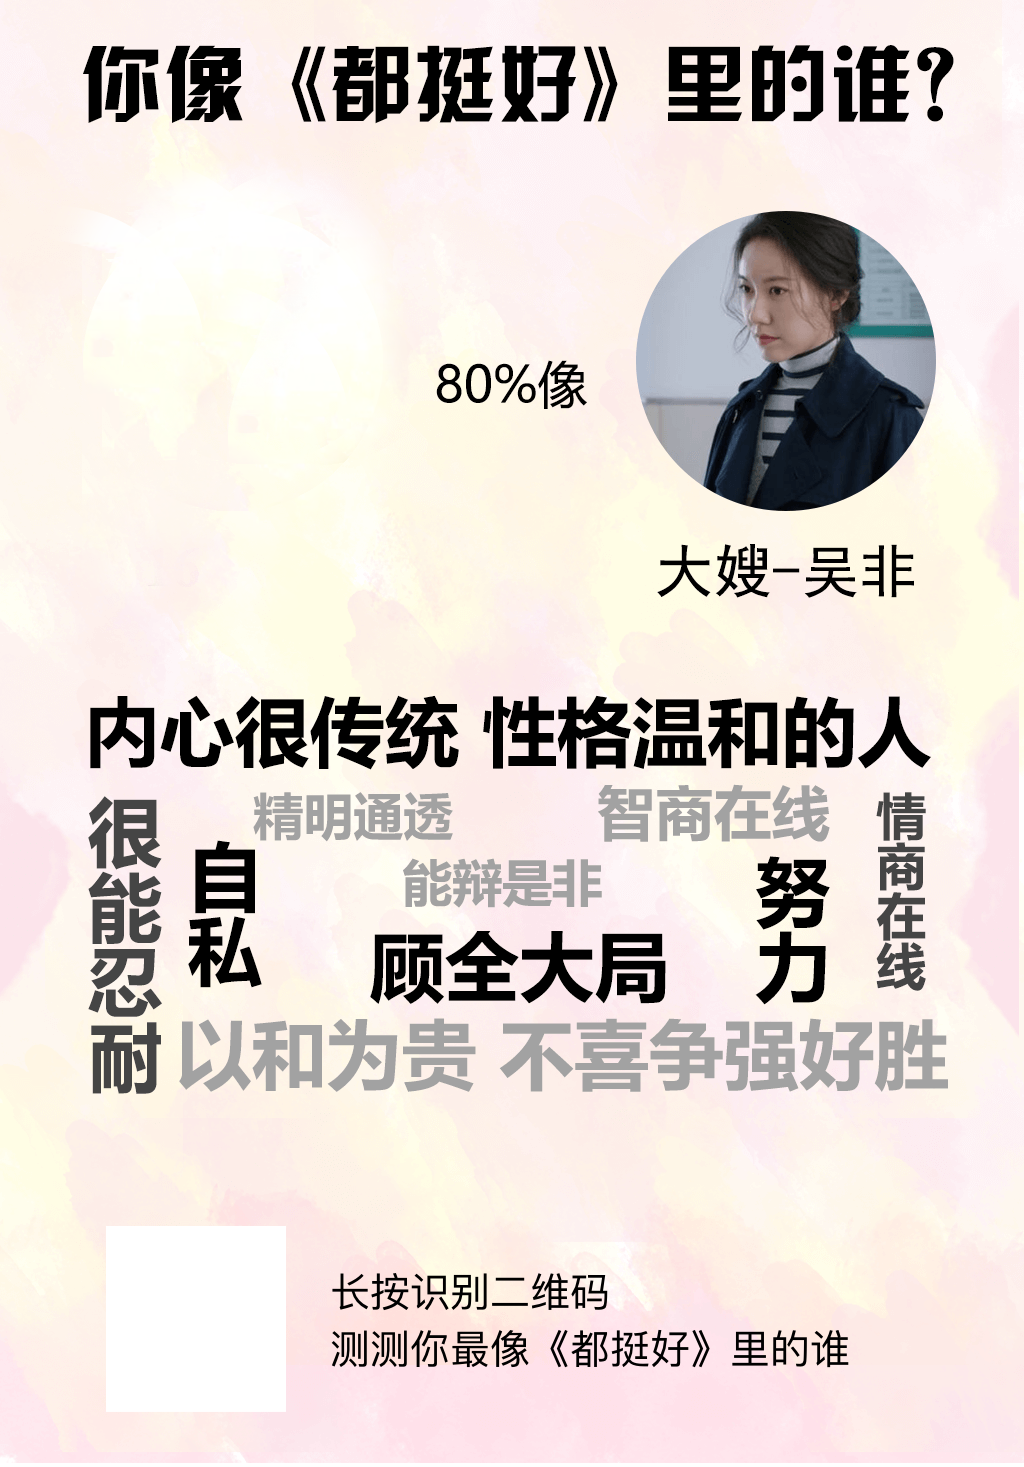 你像《都挺好》里的谁?
80%像
大嫂-吴非
内心很传统 性格温和的人
很能忍耐
自私
精明通透
能辩是非
顾全大局
智商在线
努力
情商在线
以和为贵 不喜争强好胜
长按识别二维码
测测你最像《都挺好》里的谁